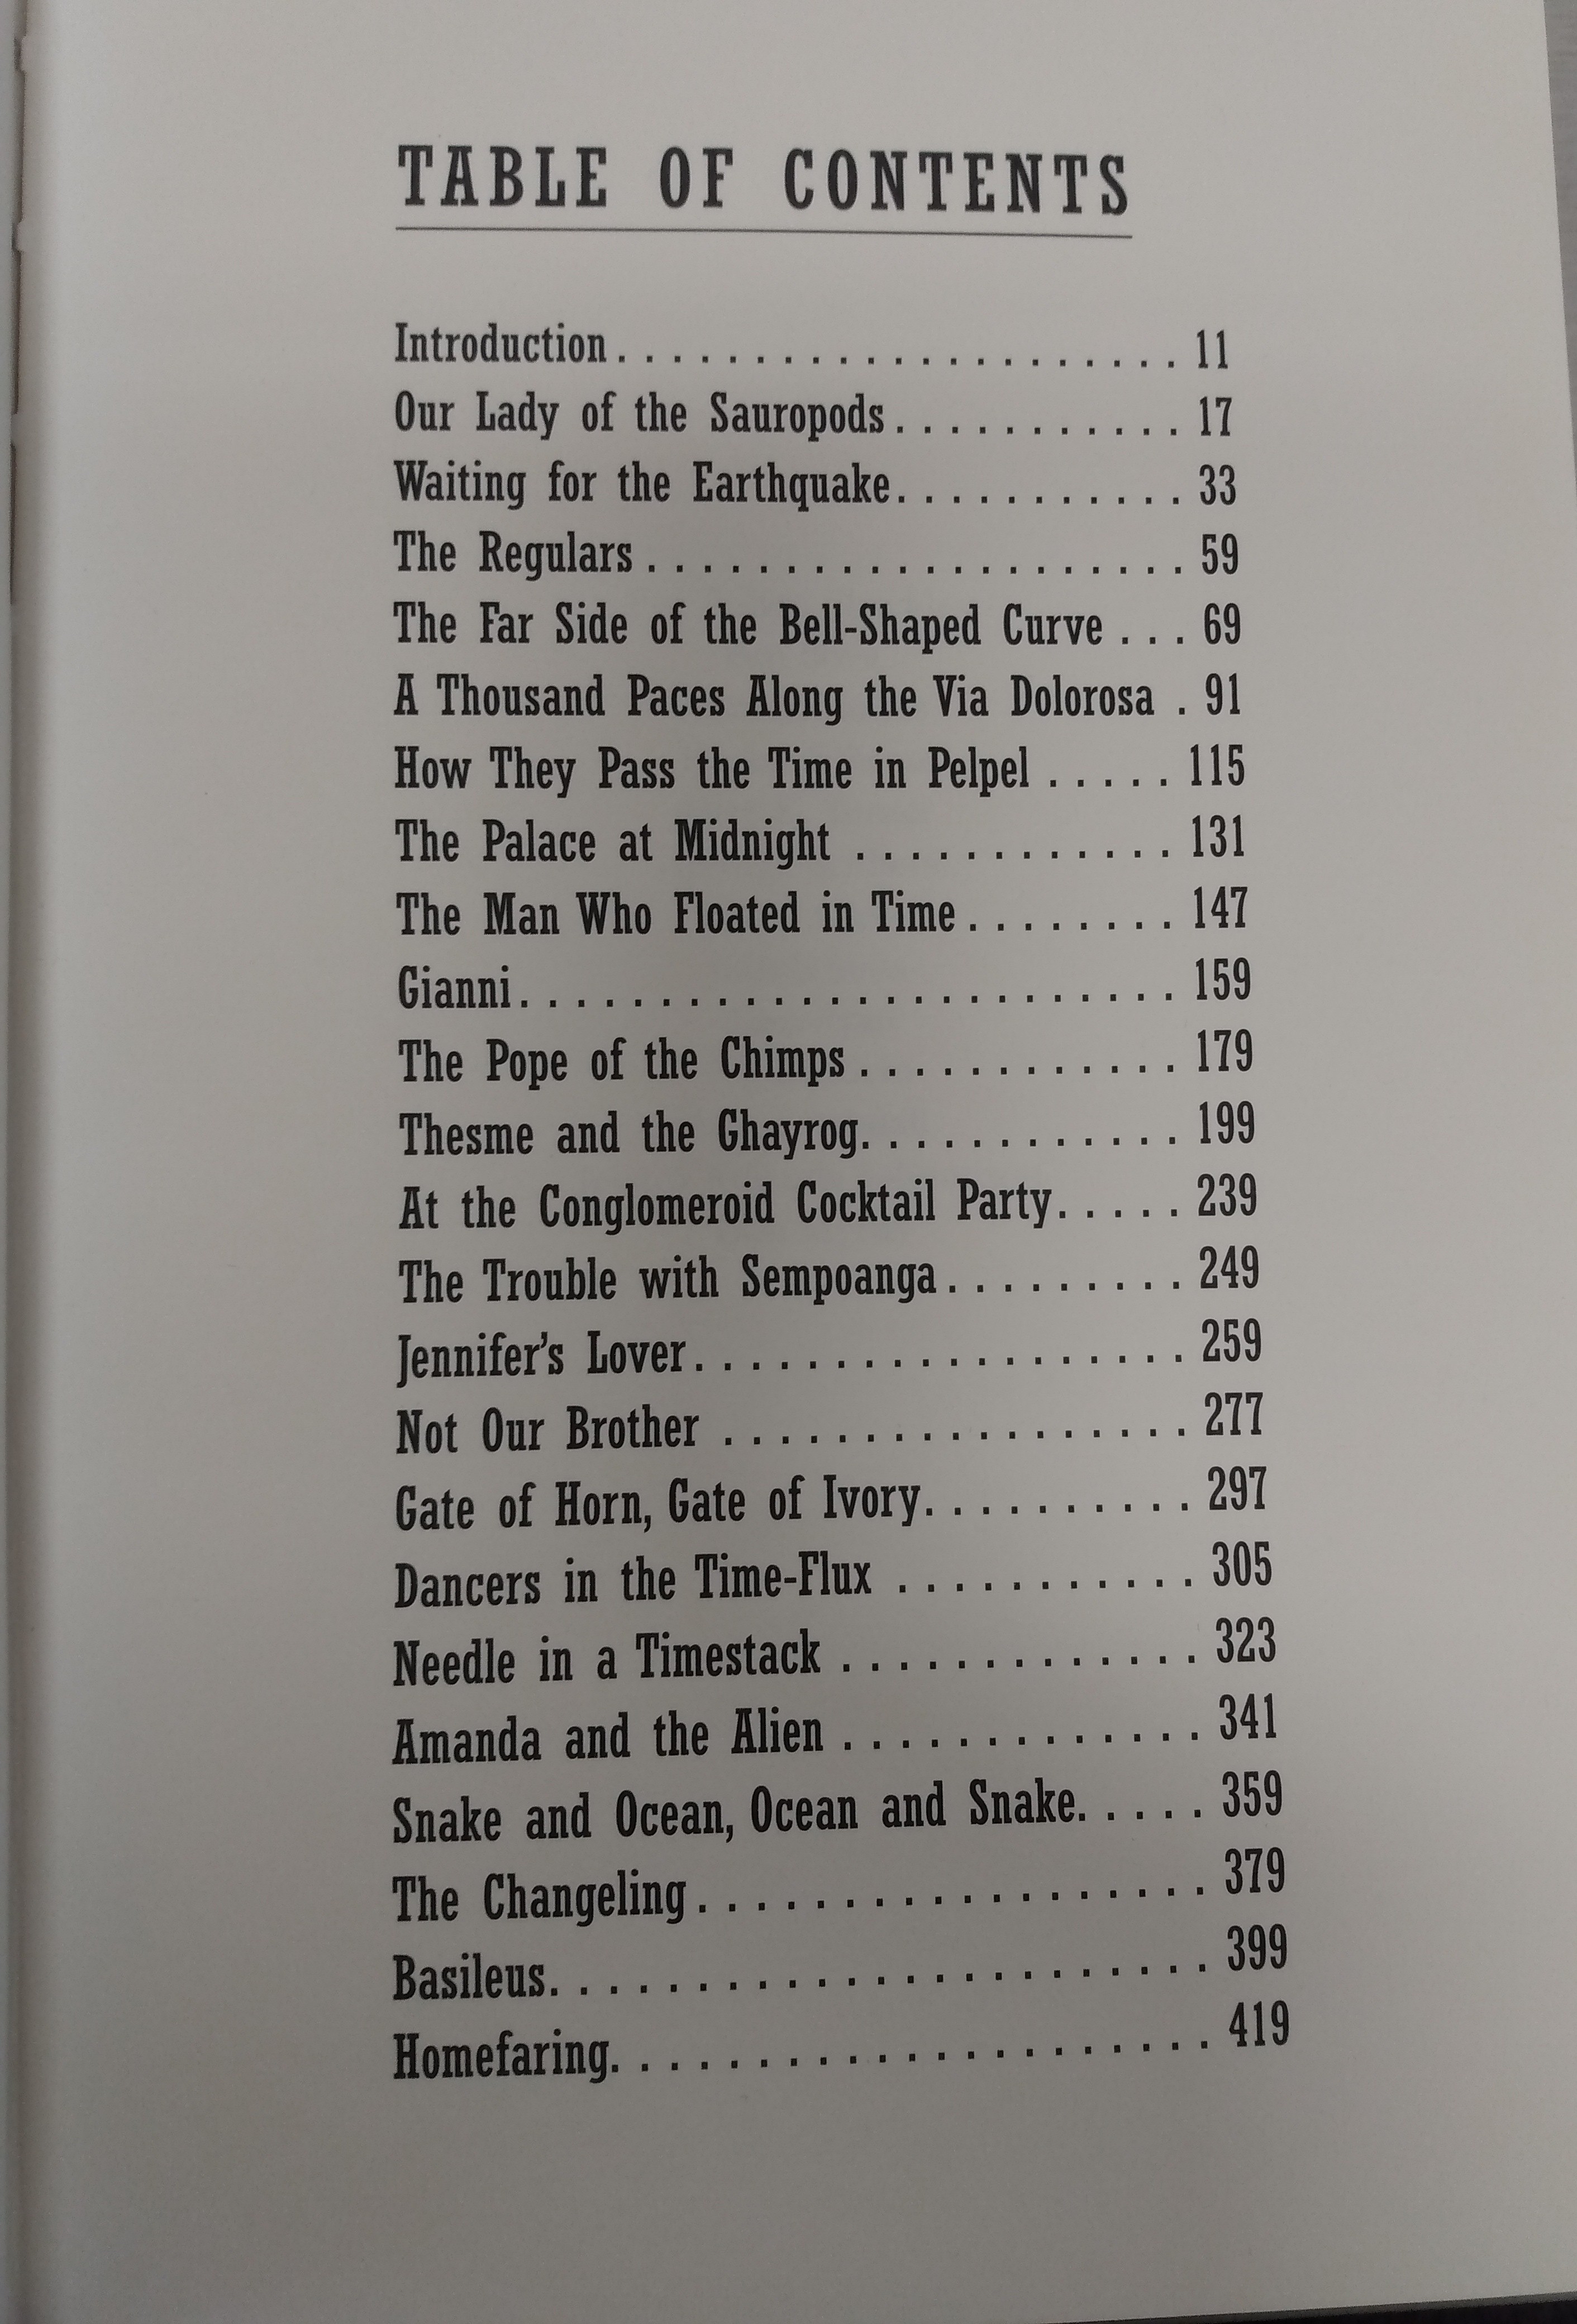 TABLE OF CONTENTS
Introduction . . . . . . . . . . . . . . . . . . . . . 11
Our Lady of the Sauropods . . . . . . . . . . . 17
Waiting for the Earthquake . . . . . . . . . . . 33
The Regulars . . . . . . . . . . . . . . . . . . . . 59
The Far Side of the Bell-Shaped Curve . . . 69
A Thousand Paces Along the Via Dolorosa . 91
How They Pass the Time in Pelpel . . . . . 115
The Palace at Midnight . . . . . . . . . . . . 131
The Man Who Floated in Time . . . . . . . . 147
Gianni . . . . . . . . . . . . . . . . . . . . . . . . 159
The Pope of the Chimps . . . . . . . . . . . . 179
Thesme and the Ghayrog . . . . . . . . . . . . 199
At the Conglomeroid Cocktail Party . . . . . 239
The Trouble with Sempoanga . . . . . . . . . 249
Jennifer’s Lover . . . . . . . . . . . . . . . . . . 259
Not Our Brother . . . . . . . . . . . . . . . . . 277
Gate of Horn, Gate of Ivory . . . . . . . . . . 297
Dancers in the Time-Flux . . . . . . . . . . . 305
Needle in a Timestack . . . . . . . . . . . . . 323
Amanda and the Alien . . . . . . . . . . . . . 341
Snake and Ocean, Ocean and Snake . . . . . 359
The Changeling . . . . . . . . . . . . . . . . . . 379
Basileus . . . . . . . . . . . . . . . . . . . . . . . 399
Homefaring . . . . . . . . . . . . . . . . . . . . . 419